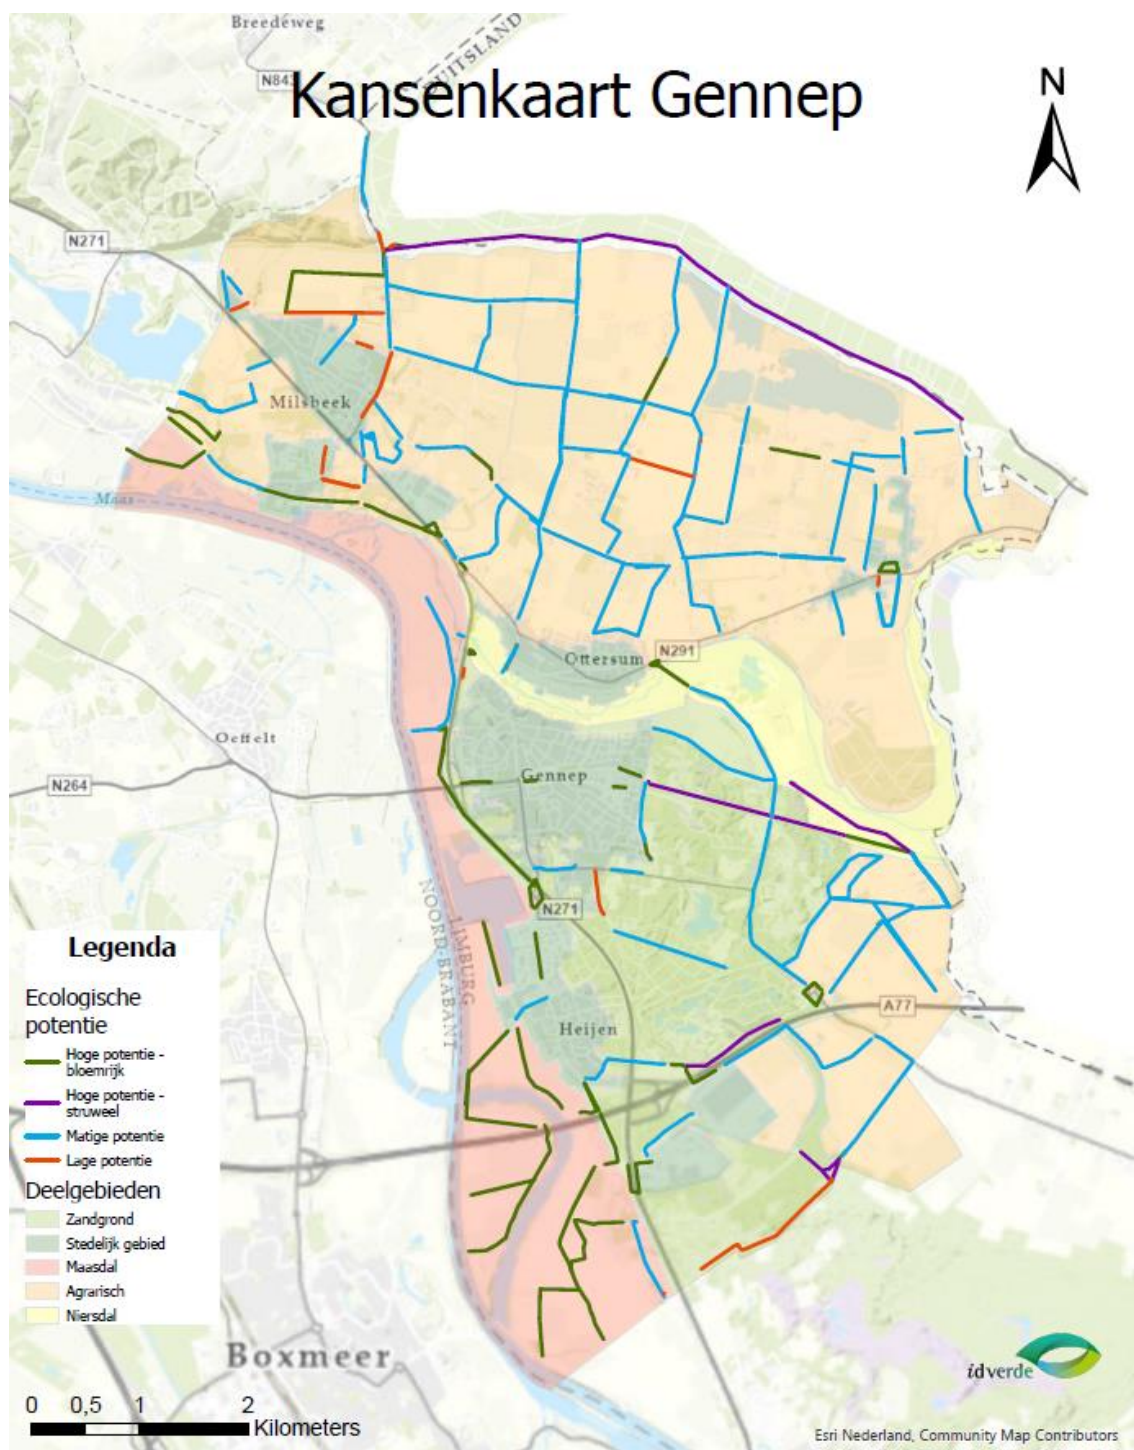 Breedeweg
DUITSLAND
N843
Kansenkaart Gennep
N
N271
Milsbeek
Maas
Ottersum
N291
Oeffelt
N264
Gennep
N271
NOORD-BRABANT
LIMBURG
A77
Heijen
Legenda
Ecologische
potentie
Hoge potentie -
bloemrijk
Hoge potentie -
struweel
Matige potentie
Lage potentie
Deelgebieden
Zandgrond
Stedelijk gebied
Maasdal
Agrarisch
Niersdal
Boxmeer
idverde
0 0,5 1 2
Kilometers
Esri Nederland, Community Map Contributors